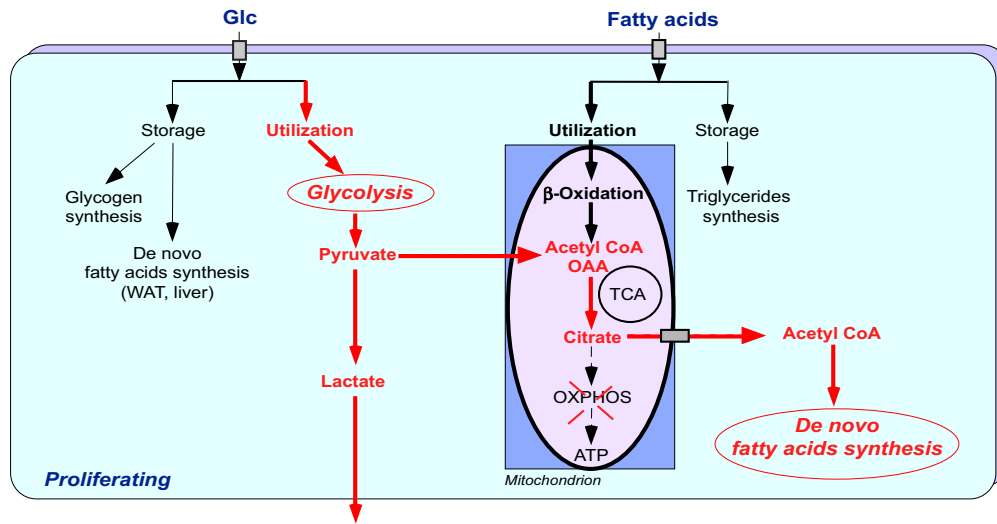 Glc
Fatty acids
Storage
Utilization
Utilization
Storage
Glycogen
synthesis
Glycolysis
β-Oxidation
Triglycerides
synthesis
De novo
fatty acids synthesis
(WAT, liver)
Pyruvate
Acetyl CoA
OAA
TCA
Citrate
Acetyl CoA
Lactate
OXPHOS
De novo
fatty acids synthesis
ATP
Proliferating
Mitochondrion